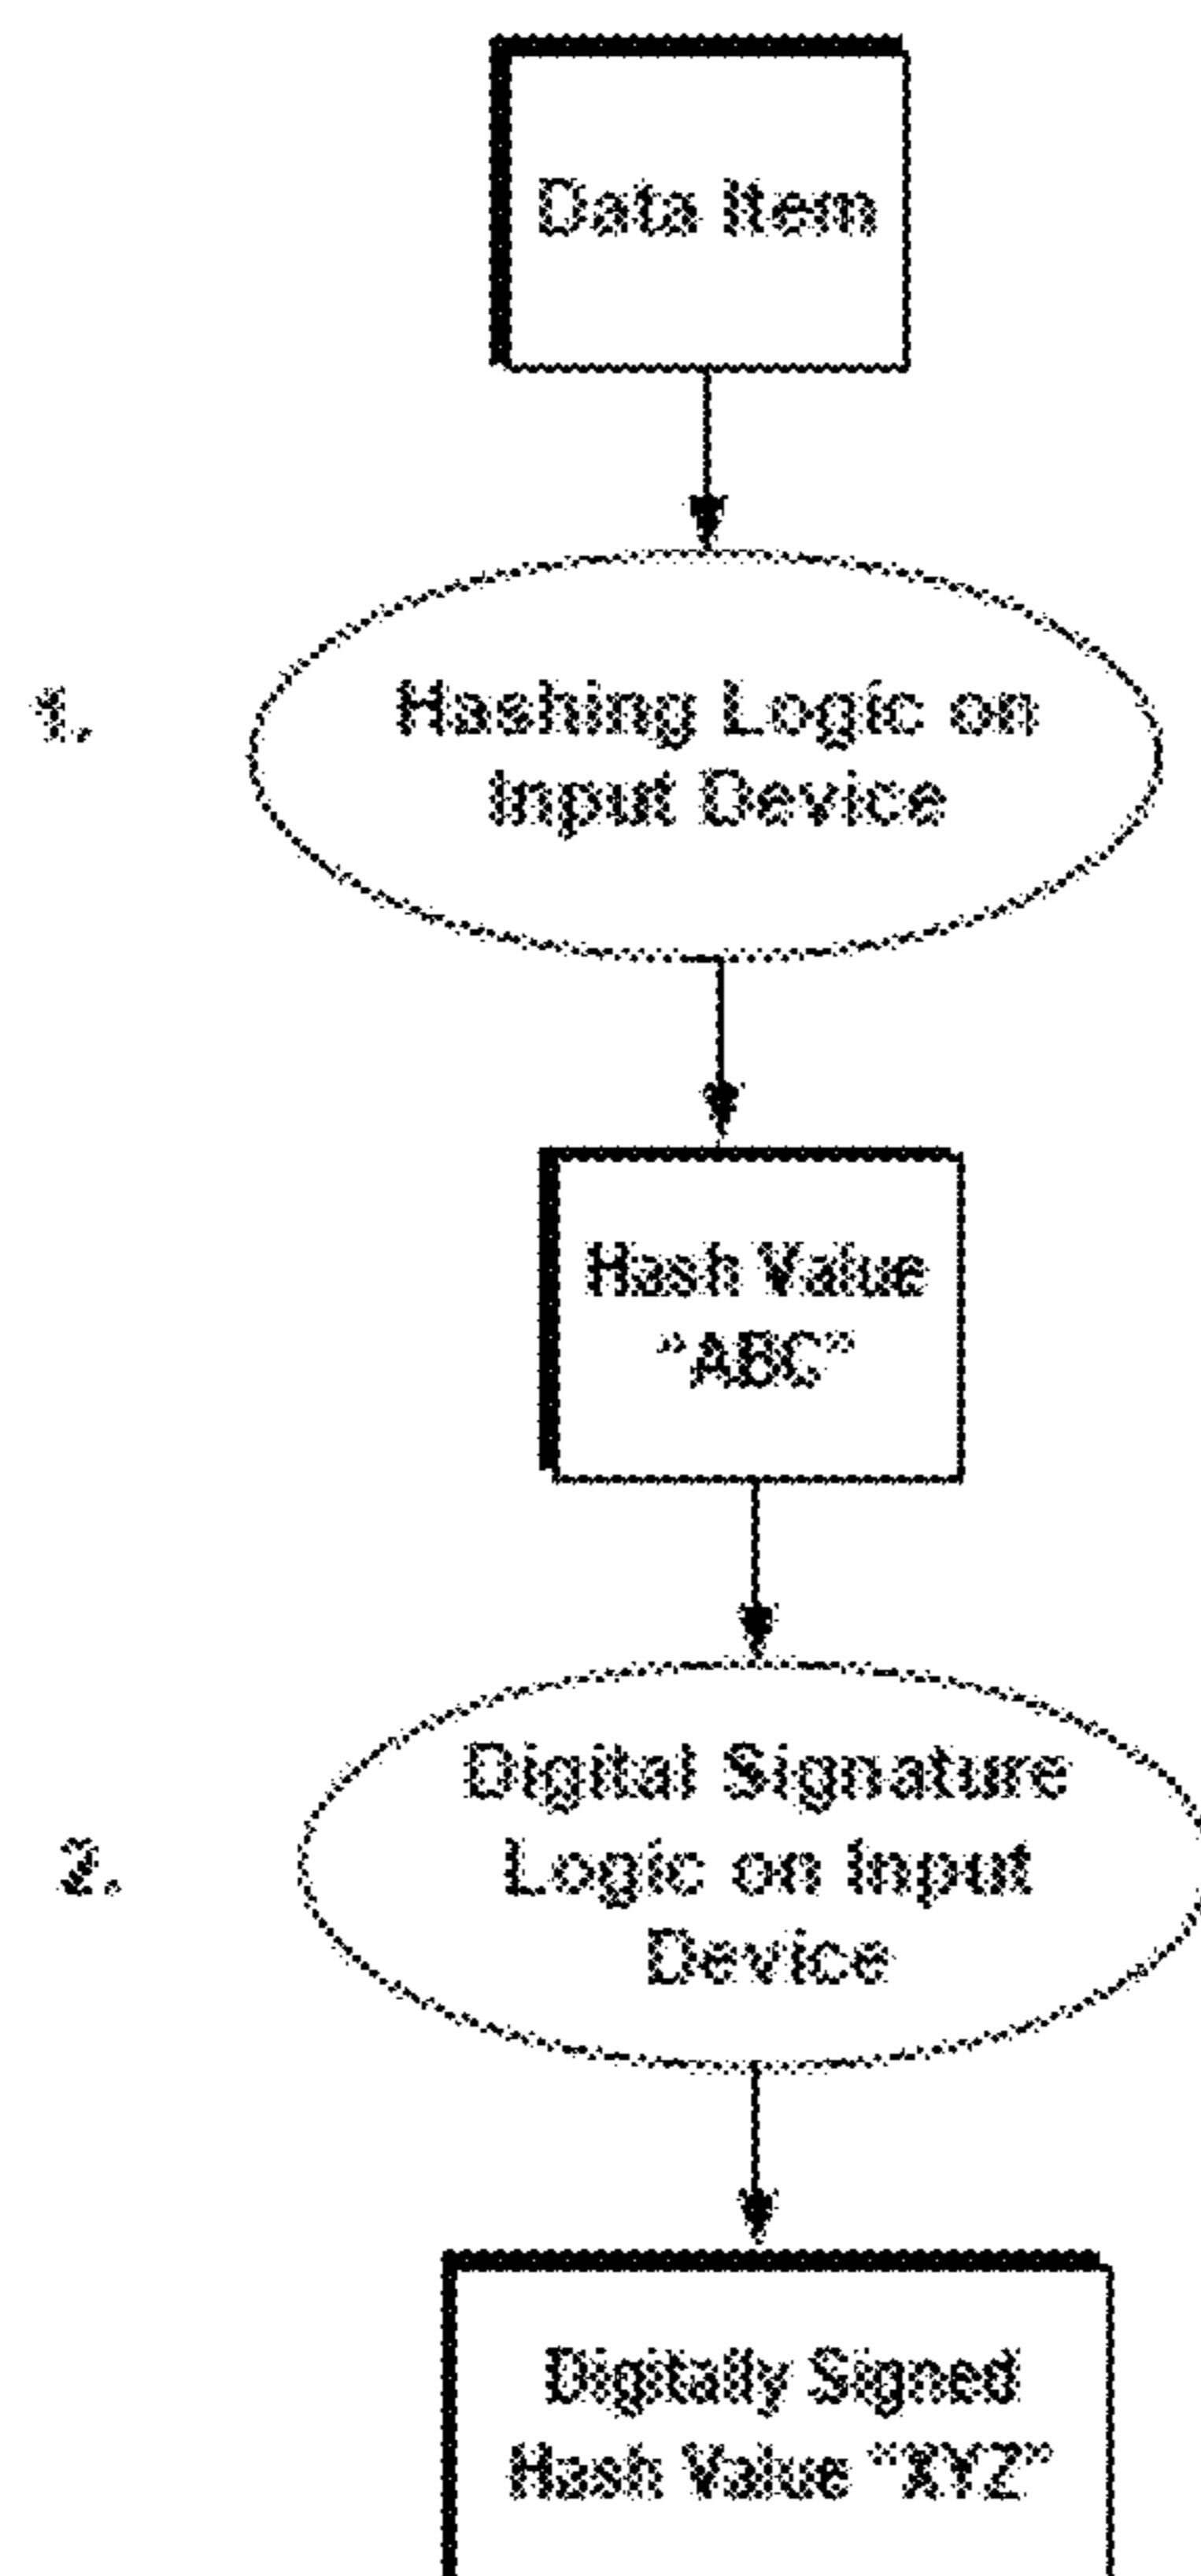 Data Item
1.
Hashing Logic on
Input Device
Hash Value
"ABC"
2.
Digital Signature
Logic on Input
Device
Digitally Signed
Hash Value "XYZ"